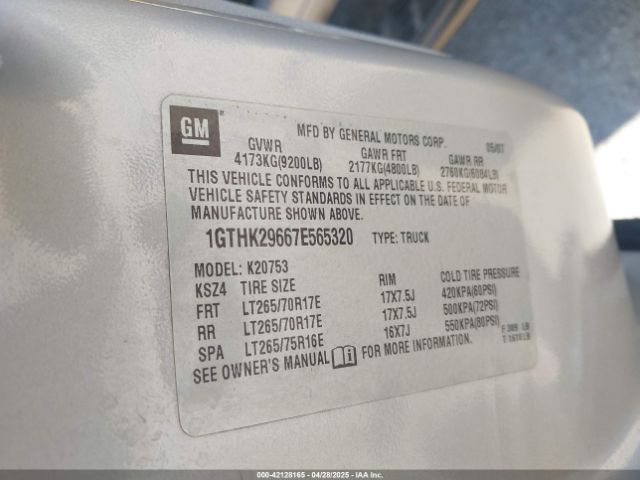 GM
MFD BY GENERAL MOTORS CORP. 05/07
GVWR GAWR FRT GAWR RR
4173KG(9200LB) 2177KG(4800LB) 2760KG(6084LB)
THIS VEHICLE CONFORMS TO ALL APPLICABLE U.S. FEDERAL MOTOR
VEHICLE SAFETY STANDARDS IN EFFECT ON THE DATE OF
MANUFACTURE SHOWN ABOVE.
1GTHK29667E565320 TYPE: TRUCK
MODEL: K20753
KSZ4 TIRE SIZE RIM COLD TIRE PRESSURE
FRT LT265/70R17E 17X7.5J 420KPA(60PSI)
RR LT265/70R17E 17X7.5J 500KPA(72PSI)
SPA LT265/75R16E 16X7J 550KPA(80PSI)
SEE OWNER'S MANUAL FOR MORE INFORMATION.
F: 309 LB
T: LB
000-42128165 - 04/28/2025 - IAA Inc.